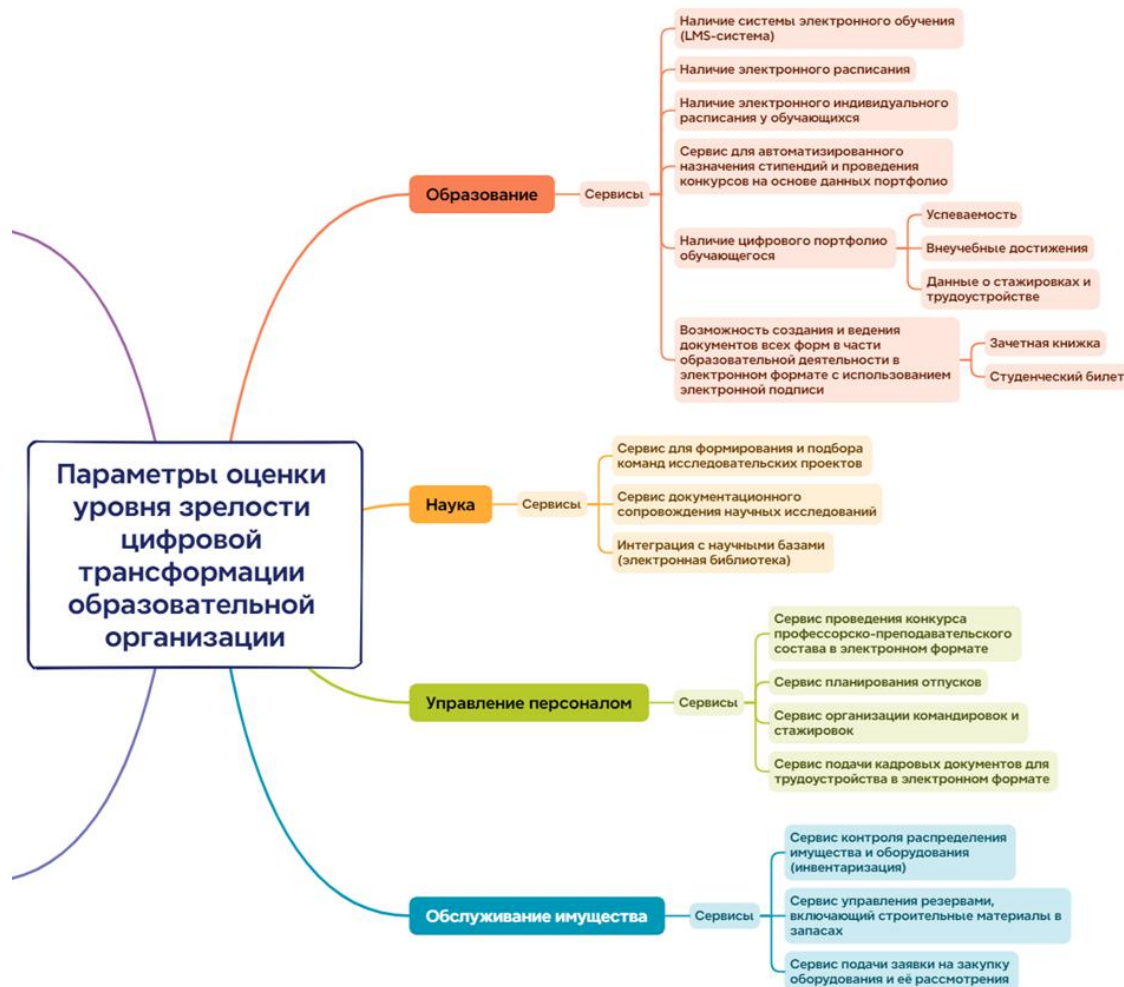 Параметры оценки
уровня зрелости
цифровой
трансформации
образовательной
организации
Образование
Сервисы
Наличие системы электронного обучения
(LMS-система)
Наличие электронного расписания
Наличие электронного индивидуального
расписания у обучающихся
Сервис для автоматизированного
назначения стипендий и проведения
конкурсов на основе данных портфолио
Наличие цифрового портфолио
обучающегося
Успеваемость
Внеучебные достижения
Данные о стажировках и
трудоустройстве
Возможность создания и ведения
документов всех форм в части
образовательной деятельности в
электронном формате с использованием
электронной подписи
Зачетная книжка
Студенческий билет
Наука
Сервисы
Сервис для формирования и подбора
команд исследовательских проектов
Сервис документационного
сопровождения научных исследований
Интеграция с научными базами
(электронная библиотека)
Управление персоналом
Сервисы
Сервис проведения конкурса
профессорско-преподавательского
состава в электронном формате
Сервис планирования отпусков
Сервис организации командировок и
стажировок
Сервис подачи кадровых документов для
трудоустройства в электронном формате
Обслуживание имущества
Сервисы
Сервис контроля распределения
имущества и оборудования
(инвентаризация)
Сервис управления резервами,
включающий строительные материалы в
запасах
Сервис подачи заявки на закупку
оборудования и её рассмотрения